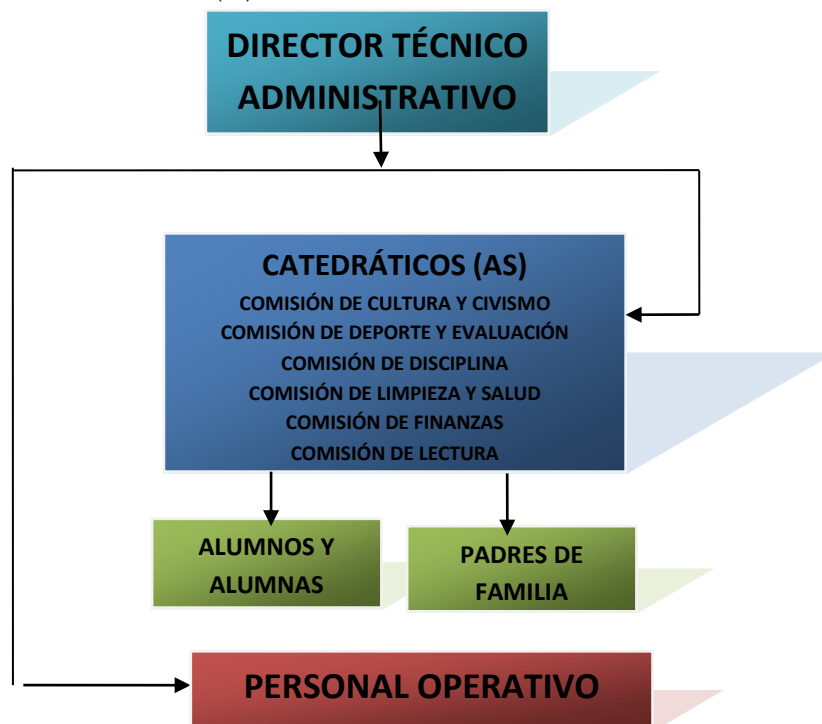 DIRECTOR TÉCNICO
ADMINISTRATIVO
CATEDRÁTICOS (AS)
COMISIÓN DE CULTURA Y CIVISMO
COMISIÓN DE DEPORTE Y EVALUACIÓN
COMISIÓN DE DISCIPLINA
COMISIÓN DE LIMPIEZA Y SALUD
COMISIÓN DE FINANZAS
COMISIÓN DE LECTURA
ALUMNOS Y
ALUMNAS
PADRES DE
FAMILIA
PERSONAL OPERATIVO